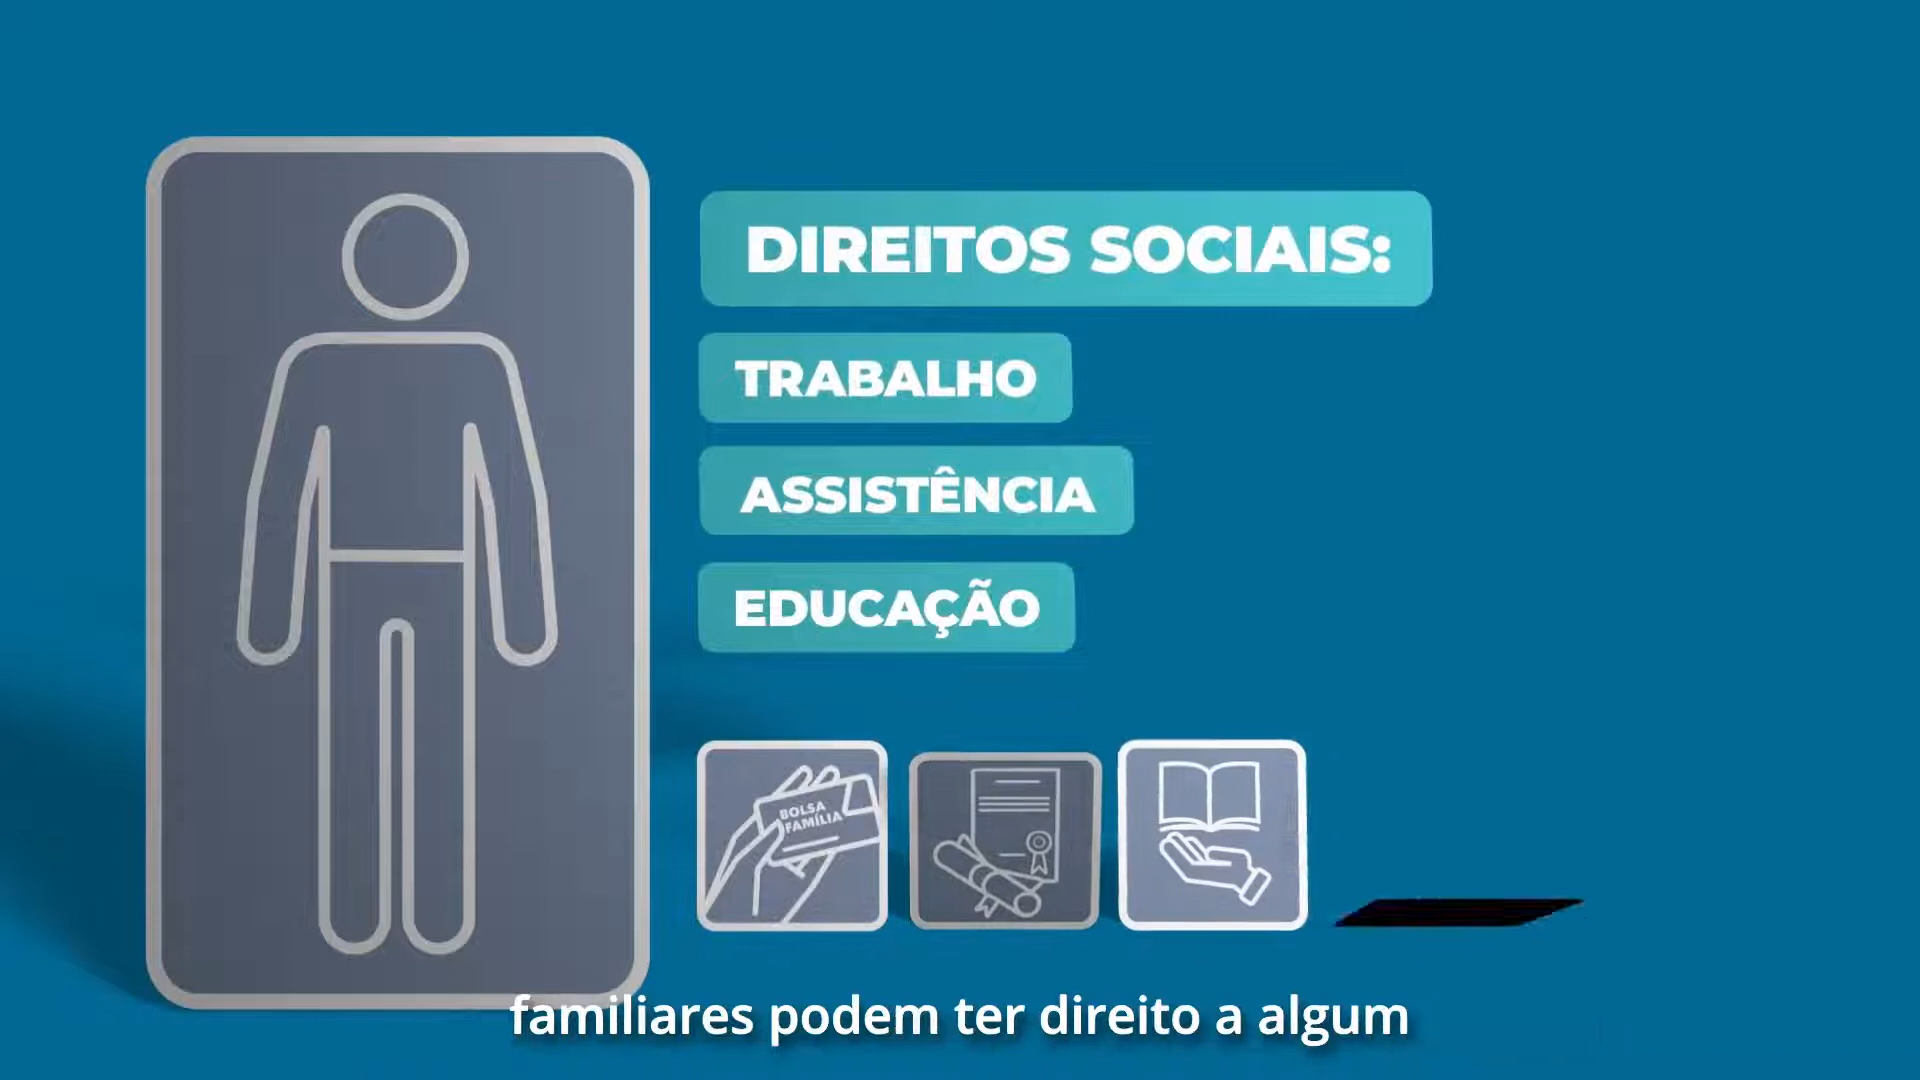 DIREITOS SOCIAIS:
TRABALHO
ASSISTÊNCIA
EDUCAÇÃO
BOLSA
FAMÍLIA
familiares podem ter direito a algum